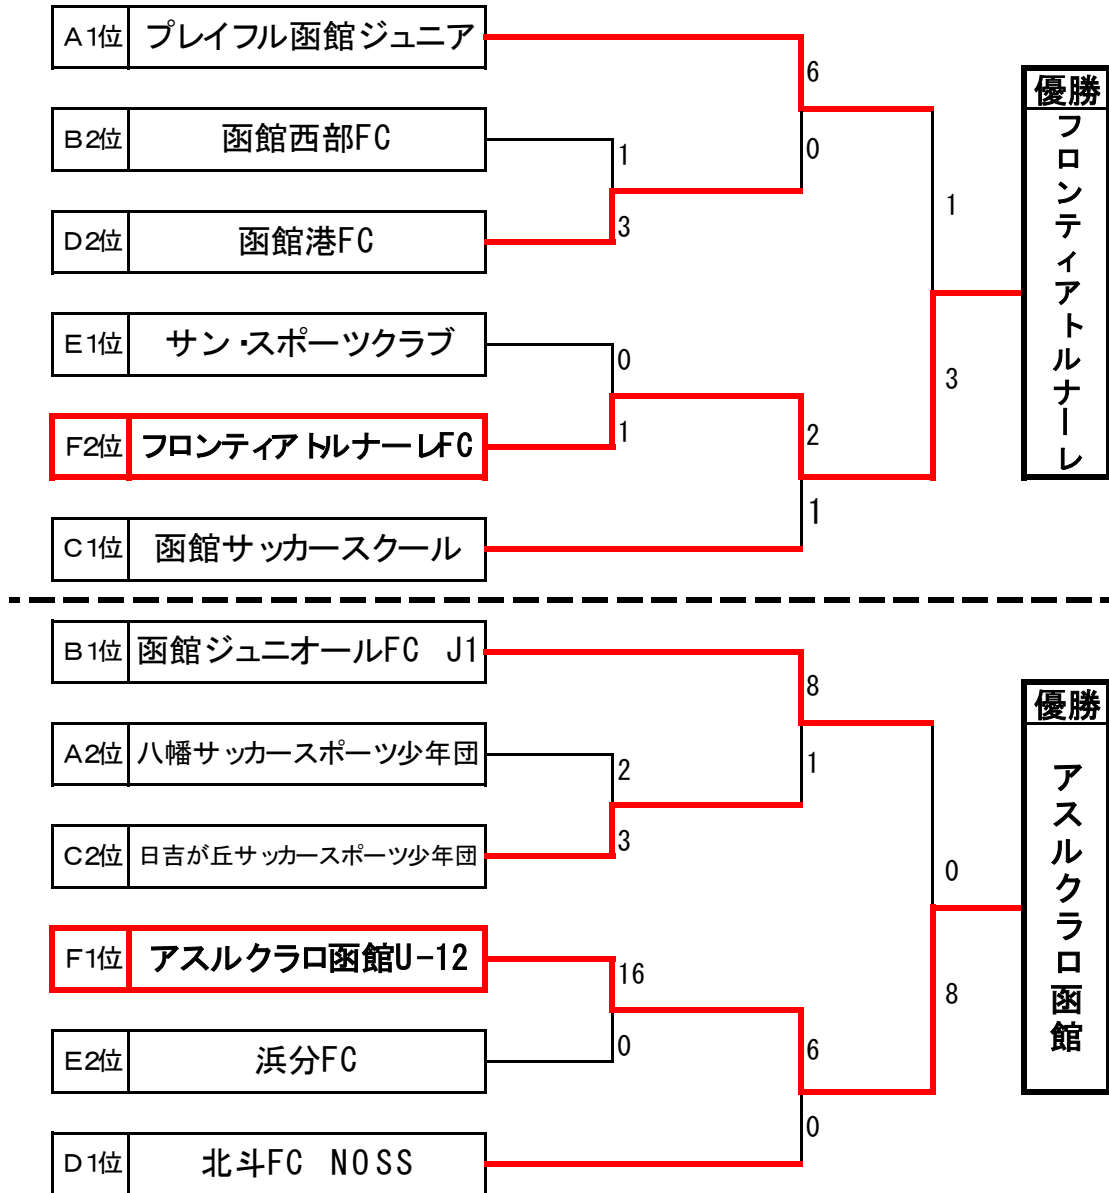 A1位 プレイフル函館ジュニア
6
優勝
フロンティアトルナーレ
B2位 函館西部FC
1
0
D2位 函館港FC
3
1
E1位 サン・スポーツクラブ
0
3
F2位 フロンティアトルナーレFC
1
2
C1位 函館サッカースクール
1
B1位 函館ジュニオールFC J1
8
優勝
アスルクラロ函館
A2位 八幡サッカースポーツ少年団
2
1
C2位 日吉が丘サッカースポーツ少年団
3
0
F1位 アスルクラロ函館U-12
16
8
E2位 浜分FC
0
6
D1位 北斗FC NOSS
0